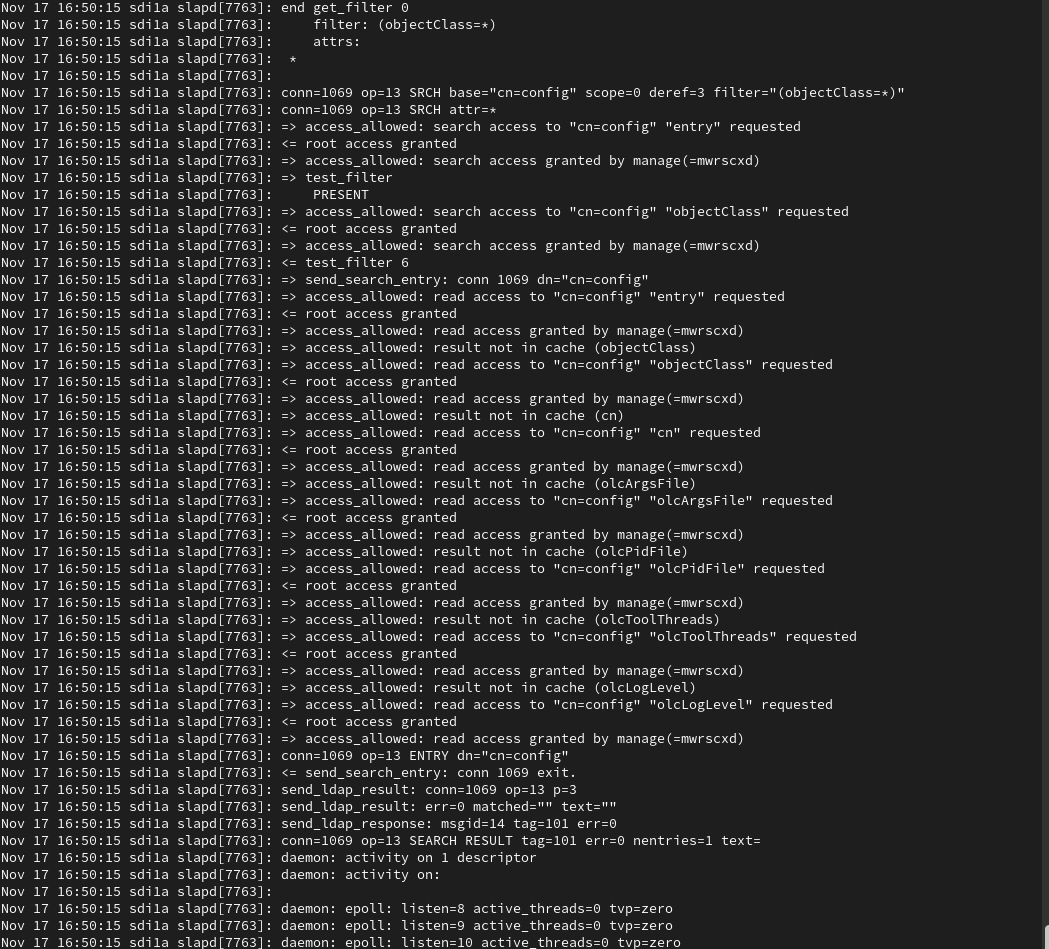 Nov 17 16:50:15 sdi1a slapd[7763]: end get_filter 0
Nov 17 16:50:15 sdi1a slapd[7763]:     filter: (objectClass=*)
Nov 17 16:50:15 sdi1a slapd[7763]:     attrs:
Nov 17 16:50:15 sdi1a slapd[7763]:  *
Nov 17 16:50:15 sdi1a slapd[7763]:
Nov 17 16:50:15 sdi1a slapd[7763]: conn=1069 op=13 SRCH base="cn=config" scope=0 deref=3 filter="(objectClass=*)"
Nov 17 16:50:15 sdi1a slapd[7763]: conn=1069 op=13 SRCH attr=*
Nov 17 16:50:15 sdi1a slapd[7763]: => access_allowed: search access to "cn=config" "entry" requested
Nov 17 16:50:15 sdi1a slapd[7763]: <= root access granted
Nov 17 16:50:15 sdi1a slapd[7763]: => access_allowed: search access granted by manage(=mwrscxd)
Nov 17 16:50:15 sdi1a slapd[7763]: => test_filter
Nov 17 16:50:15 sdi1a slapd[7763]:     PRESENT
Nov 17 16:50:15 sdi1a slapd[7763]: => access_allowed: search access to "cn=config" "objectClass" requested
Nov 17 16:50:15 sdi1a slapd[7763]: <= root access granted
Nov 17 16:50:15 sdi1a slapd[7763]: => access_allowed: search access granted by manage(=mwrscxd)
Nov 17 16:50:15 sdi1a slapd[7763]: <= test_filter 6
Nov 17 16:50:15 sdi1a slapd[7763]: => send_search_entry: conn 1069 dn="cn=config"
Nov 17 16:50:15 sdi1a slapd[7763]: => access_allowed: read access to "cn=config" "entry" requested
Nov 17 16:50:15 sdi1a slapd[7763]: <= root access granted
Nov 17 16:50:15 sdi1a slapd[7763]: => access_allowed: read access granted by manage(=mwrscxd)
Nov 17 16:50:15 sdi1a slapd[7763]: => access_allowed: result not in cache (objectClass)
Nov 17 16:50:15 sdi1a slapd[7763]: => access_allowed: read access to "cn=config" "objectClass" requested
Nov 17 16:50:15 sdi1a slapd[7763]: <= root access granted
Nov 17 16:50:15 sdi1a slapd[7763]: => access_allowed: read access granted by manage(=mwrscxd)
Nov 17 16:50:15 sdi1a slapd[7763]: => access_allowed: result not in cache (cn)
Nov 17 16:50:15 sdi1a slapd[7763]: => access_allowed: read access to "cn=config" "cn" requested
Nov 17 16:50:15 sdi1a slapd[7763]: <= root access granted
Nov 17 16:50:15 sdi1a slapd[7763]: => access_allowed: read access granted by manage(=mwrscxd)
Nov 17 16:50:15 sdi1a slapd[7763]: => access_allowed: result not in cache (olcArgsFile)
Nov 17 16:50:15 sdi1a slapd[7763]: => access_allowed: read access to "cn=config" "olcArgsFile" requested
Nov 17 16:50:15 sdi1a slapd[7763]: <= root access granted
Nov 17 16:50:15 sdi1a slapd[7763]: => access_allowed: read access granted by manage(=mwrscxd)
Nov 17 16:50:15 sdi1a slapd[7763]: => access_allowed: result not in cache (olcPidFile)
Nov 17 16:50:15 sdi1a slapd[7763]: => access_allowed: read access to "cn=config" "olcPidFile" requested
Nov 17 16:50:15 sdi1a slapd[7763]: <= root access granted
Nov 17 16:50:15 sdi1a slapd[7763]: => access_allowed: read access granted by manage(=mwrscxd)
Nov 17 16:50:15 sdi1a slapd[7763]: => access_allowed: result not in cache (olcToolThreads)
Nov 17 16:50:15 sdi1a slapd[7763]: => access_allowed: read access to "cn=config" "olcToolThreads" requested
Nov 17 16:50:15 sdi1a slapd[7763]: <= root access granted
Nov 17 16:50:15 sdi1a slapd[7763]: => access_allowed: read access granted by manage(=mwrscxd)
Nov 17 16:50:15 sdi1a slapd[7763]: => access_allowed: result not in cache (olcLogLevel)
Nov 17 16:50:15 sdi1a slapd[7763]: => access_allowed: read access to "cn=config" "olcLogLevel" requested
Nov 17 16:50:15 sdi1a slapd[7763]: <= root access granted
Nov 17 16:50:15 sdi1a slapd[7763]: => access_allowed: read access granted by manage(=mwrscxd)
Nov 17 16:50:15 sdi1a slapd[7763]: conn=1069 op=13 ENTRY dn="cn=config"
Nov 17 16:50:15 sdi1a slapd[7763]: <= send_search_entry: conn 1069 exit.
Nov 17 16:50:15 sdi1a slapd[7763]: send_ldap_result: conn=1069 op=13 p=3
Nov 17 16:50:15 sdi1a slapd[7763]: send_ldap_result: err=0 matched="" text=""
Nov 17 16:50:15 sdi1a slapd[7763]: send_ldap_response: msgid=14 tag=101 err=0
Nov 17 16:50:15 sdi1a slapd[7763]: conn=1069 op=13 SEARCH RESULT tag=101 err=0 nentries=1 text=
Nov 17 16:50:15 sdi1a slapd[7763]: daemon: activity on 1 descriptor
Nov 17 16:50:15 sdi1a slapd[7763]: daemon: activity on:
Nov 17 16:50:15 sdi1a slapd[7763]:
Nov 17 16:50:15 sdi1a slapd[7763]: daemon: epoll: listen=8 active_threads=0 tvp=zero
Nov 17 16:50:15 sdi1a slapd[7763]: daemon: epoll: listen=9 active_threads=0 tvp=zero
Nov 17 16:50:15 sdi1a slapd[7763]: daemon: epoll: listen=10 active_threads=0 tvp=zero